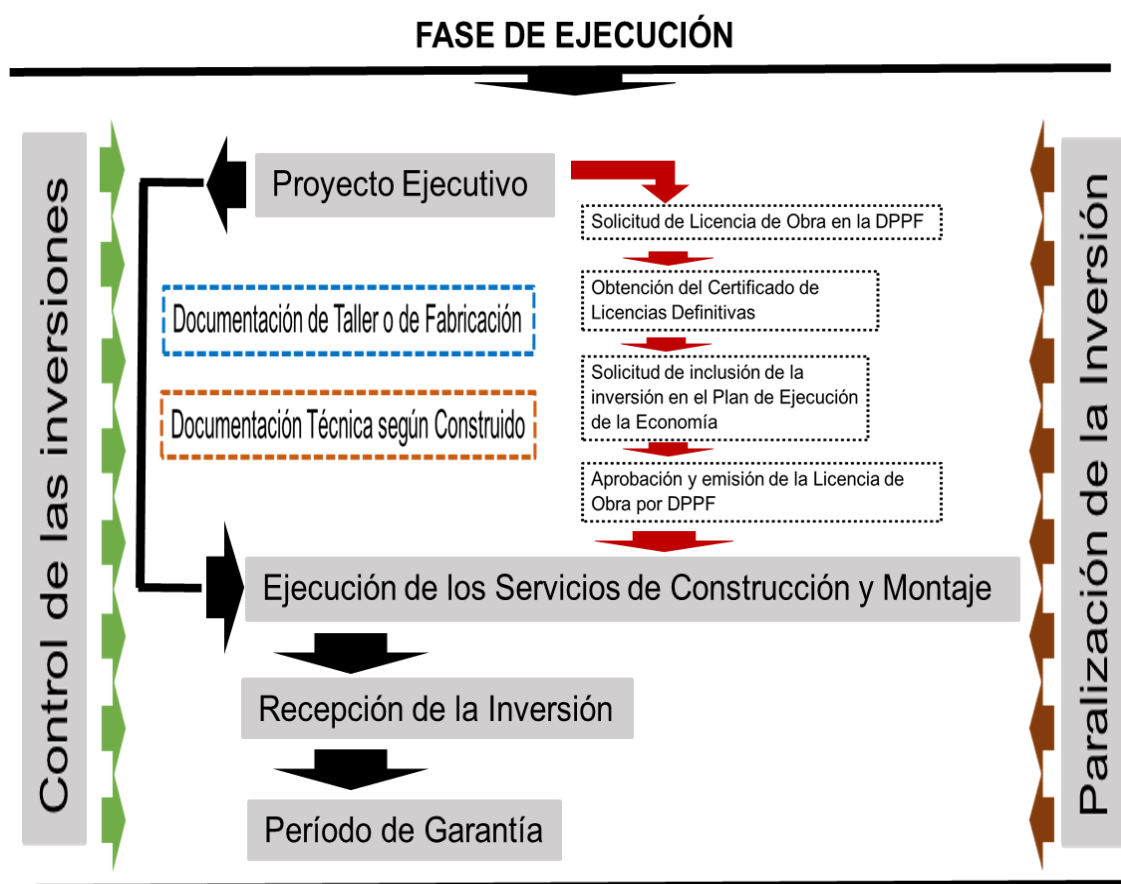 FASE DE EJECUCIÓN
Control de las inversiones
Proyecto Ejecutivo
Solicitud de Licencia de Obra en la DPPF
Obtención del Certificado de
Licencias Definitivas
Documentación de Taller o de Fabricación
Solicitud de inclusión de la
inversión en el Plan de Ejecución
de la Economía
Documentación Técnica según Construido
Aprobación y emisión de la Licencia de
Obra por DPPF
Ejecución de los Servicios de Construcción y Montaje
Recepción de la Inversión
Período de Garantía
Paralización de la Inversión